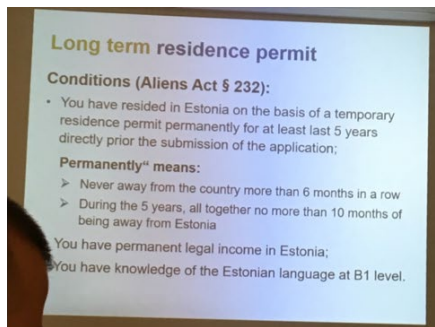 Long term residence permit
Conditions (Aliens Act § 232):
• You have resided in Estonia on the basis of a temporary
residence permit permanently for at least last 5 years
directly prior the submission of the application;
Permanently“ means:
➢ Never away from the country more than 6 months in a row
➢ During the 5 years, all together no more than 10 months of
being away from Estonia
You have permanent legal income in Estonia;
You have knowledge of the Estonian language at B1 level.